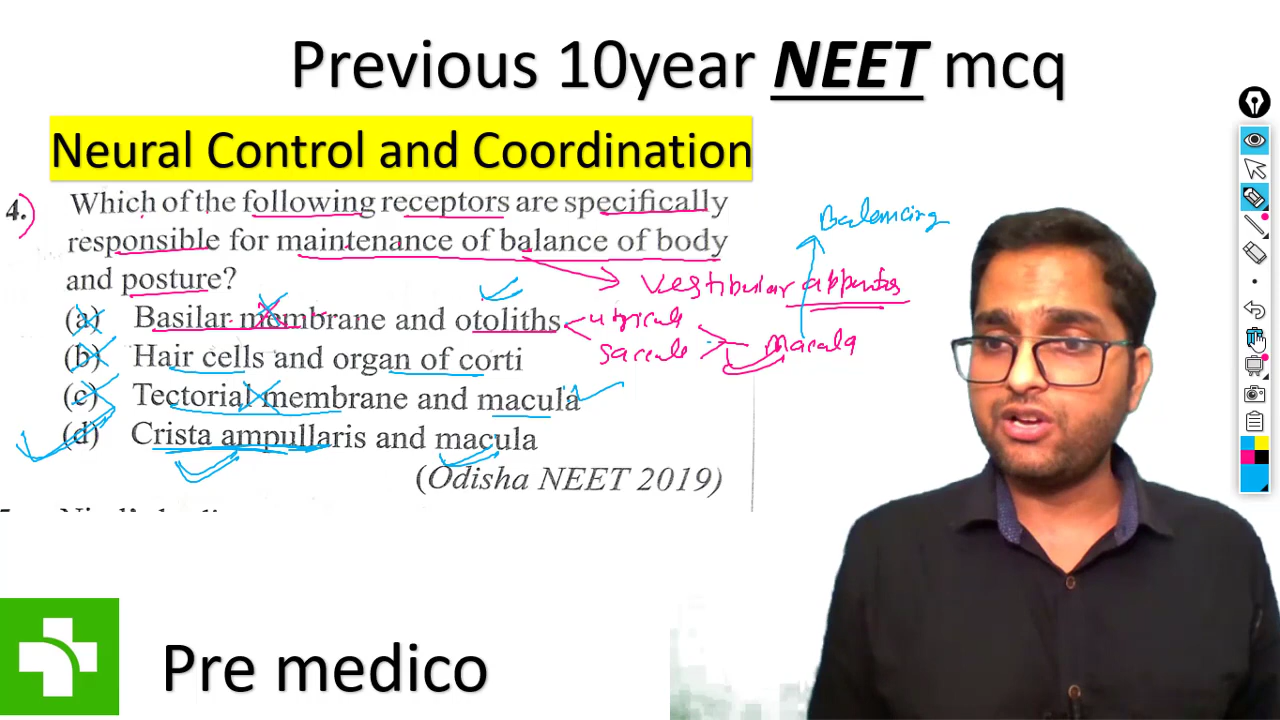 Previous 10year NEET mcq
Neural Control and Coordination
4.) Which of the following receptors are specifically
responsible for maintenance of balance of body
and posture?
(a) Basilar membrane and otoliths
(b) Hair cells and organ of corti
(c) Tectorial membrane and macula
(d) Crista ampullaris and macula
(Odisha NEET 2019)
Balancing
Vestibular
utricule
saccule
macula
Pre medico